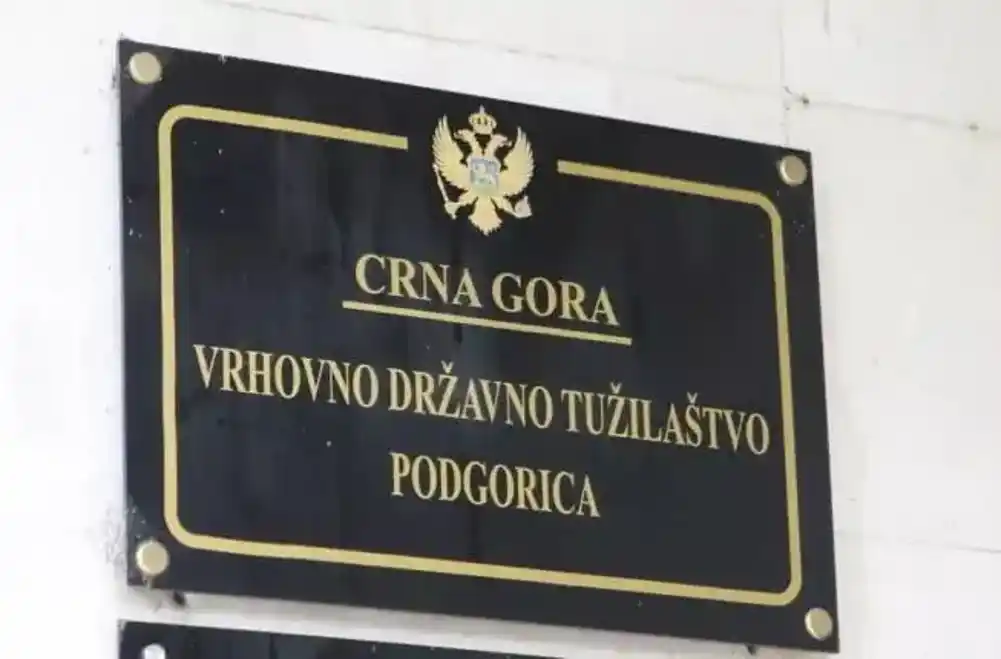 CRNA GORA
VRHOVNO DRŽAVNO TUŽILAŠTVO
PODGORICA